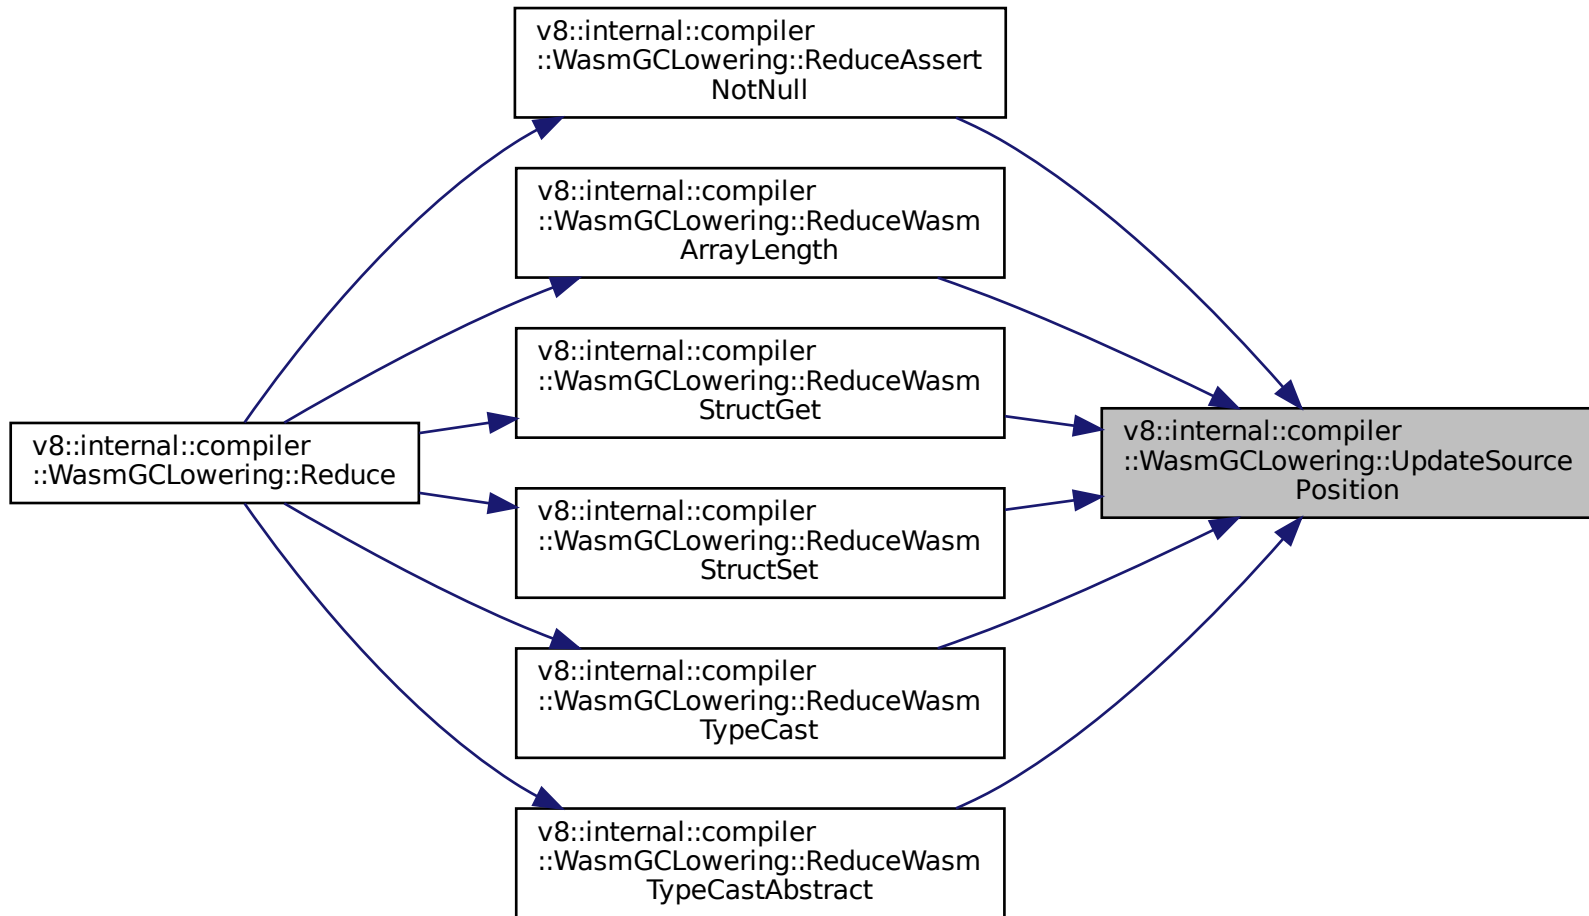 v8::internal::compiler
::WasmGCLowering::ReduceAssert
NotNull
v8::internal::compiler
::WasmGCLowering::ReduceWasm
ArrayLength
v8::internal::compiler
::WasmGCLowering::ReduceWasm
StructGet
v8::internal::compiler
::WasmGCLowering::Reduce
v8::internal::compiler
::WasmGCLowering::UpdateSource
Position
v8::internal::compiler
::WasmGCLowering::ReduceWasm
StructSet
v8::internal::compiler
::WasmGCLowering::ReduceWasm
TypeCast
v8::internal::compiler
::WasmGCLowering::ReduceWasm
TypeCastAbstract